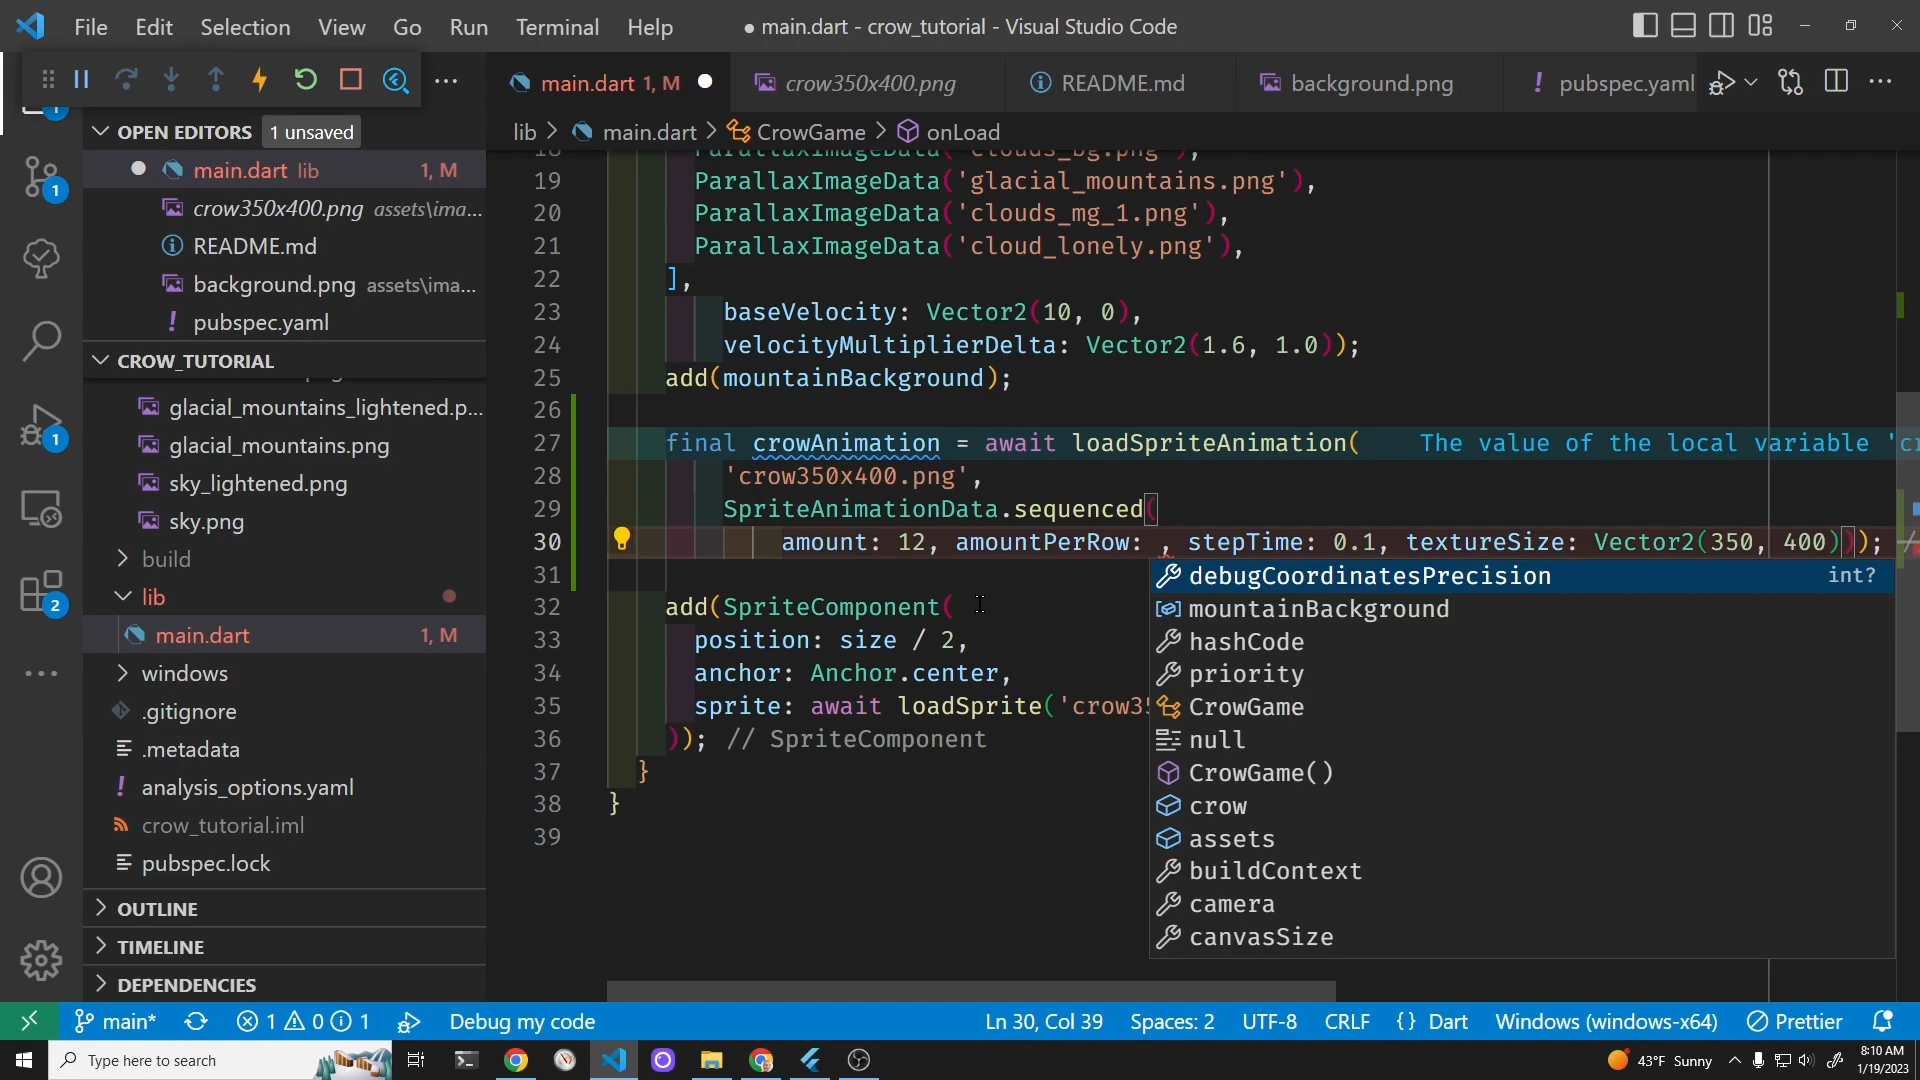 File Edit Selection View Go Run Terminal Help
● main.dart - crow_tutorial - Visual Studio Code
main.dart 1, M
crow350x400.png
README.md
background.png
pubspec.yaml
lib > main.dart > CrowGame > onLoad
OPEN EDITORS 1 unsaved
main.dart lib 1, M
crow350x400.png assets\ima...
README.md
background.png assets\ima...
pubspec.yaml
CROW_TUTORIAL
glacial_mountains_lightened.p...
glacial_mountains.png
sky_lightened.png
sky.png
build
lib
main.dart 1, M
windows
.gitignore
.metadata
analysis_options.yaml
crow_tutorial.iml
pubspec.lock
OUTLINE
TIMELINE
DEPENDENCIES
1
1
1
2
18 ParallaxImageData('clouds_bg.png'),
19 ParallaxImageData('glacial_mountains.png'),
20 ParallaxImageData('clouds_mg_1.png'),
21 ParallaxImageData('cloud_lonely.png'),
22 ],
23 baseVelocity: Vector2(10, 0),
24 velocityMultiplierDelta: Vector2(1.6, 1.0));
25 add(mountainBackground);
26
27 final crowAnimation = await loadSpriteAnimation( The value of the local variable 'cr
28 'crow350x400.png',
29 SpriteAnimationData.sequenced(
30 amount: 12, amountPerRow: , stepTime: 0.1, textureSize: Vector2(350, 400))); /
31
32 add(SpriteComponent(
33 position: size / 2,
34 anchor: Anchor.center,
35 sprite: await loadSprite('crow35
36 )); // SpriteComponent
37 }
38 }
39
debugCoordinatesPrecision int?
mountainBackground
hashCode
priority
CrowGame
null
CrowGame()
crow
assets
buildContext
camera
canvasSize
main* 1 0 1 Debug my code Ln 30, Col 39 Spaces: 2 UTF-8 CRLF {} Dart Windows (windows-x64) Prettier
Type here to search
43°F Sunny
8:10 AM
1/19/2023